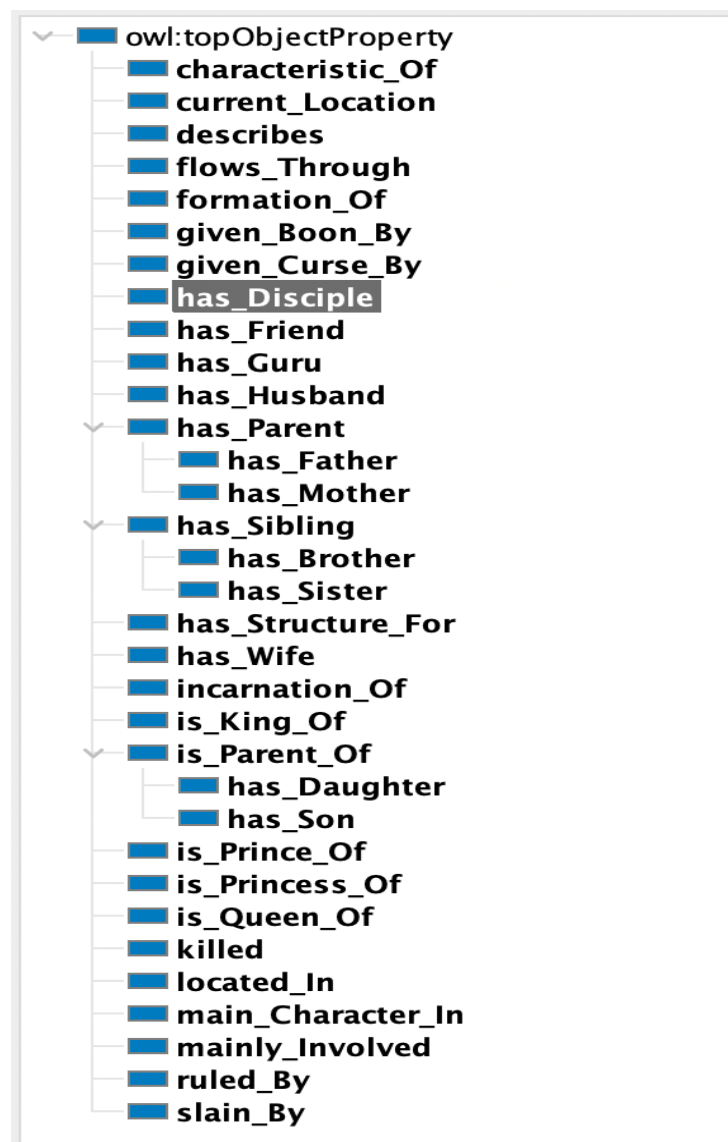 owl:topObjectProperty
characteristic_Of
current_Location
describes
flows_Through
formation_Of
given_Boon_By
given_Curse_By
has_Disciple
has_Friend
has_Guru
has_Husband
has_Parent
has_Father
has_Mother
has_Sibling
has_Brother
has_Sister
has_Structure_For
has_Wife
incarnation_Of
is_King_Of
is_Parent_Of
has_Daughter
has_Son
is_Prince_Of
is_Princess_Of
is_Queen_Of
killed
located_In
main_Character_In
mainly_Involved
ruled_By
slain_By